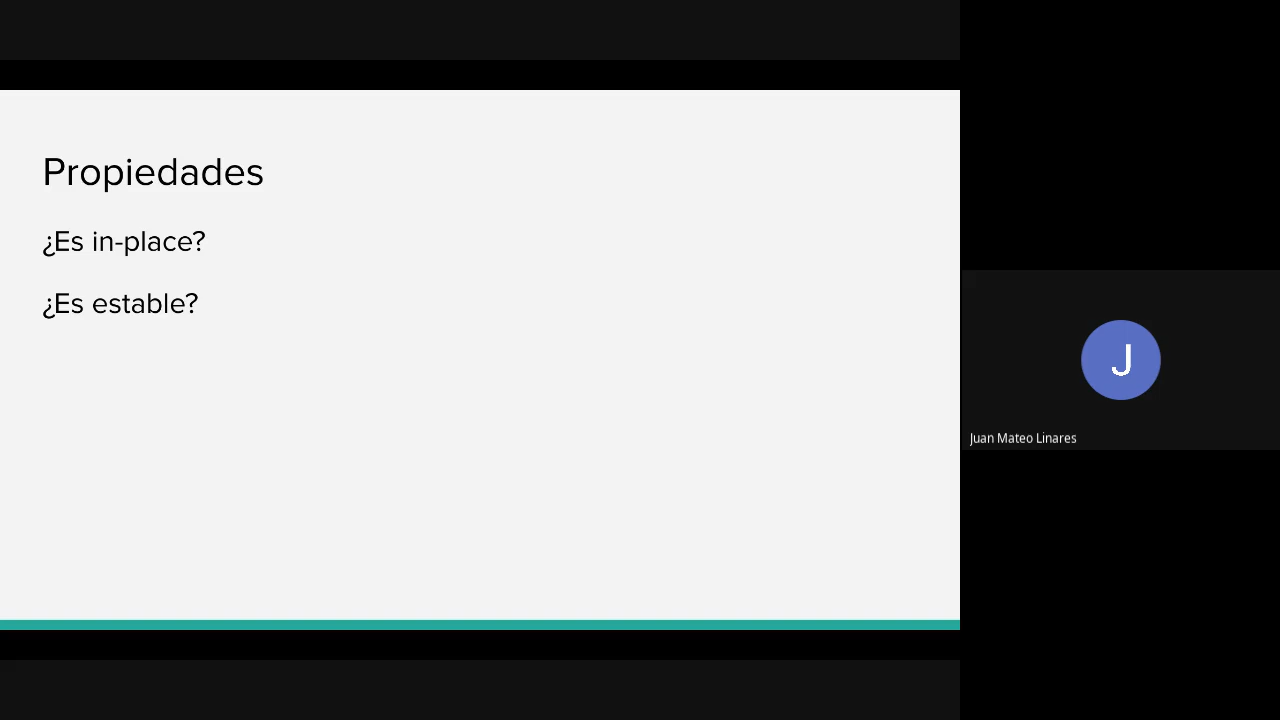 Propiedades
¿Es in-place?
¿Es estable?
J
Juan Mateo Linares